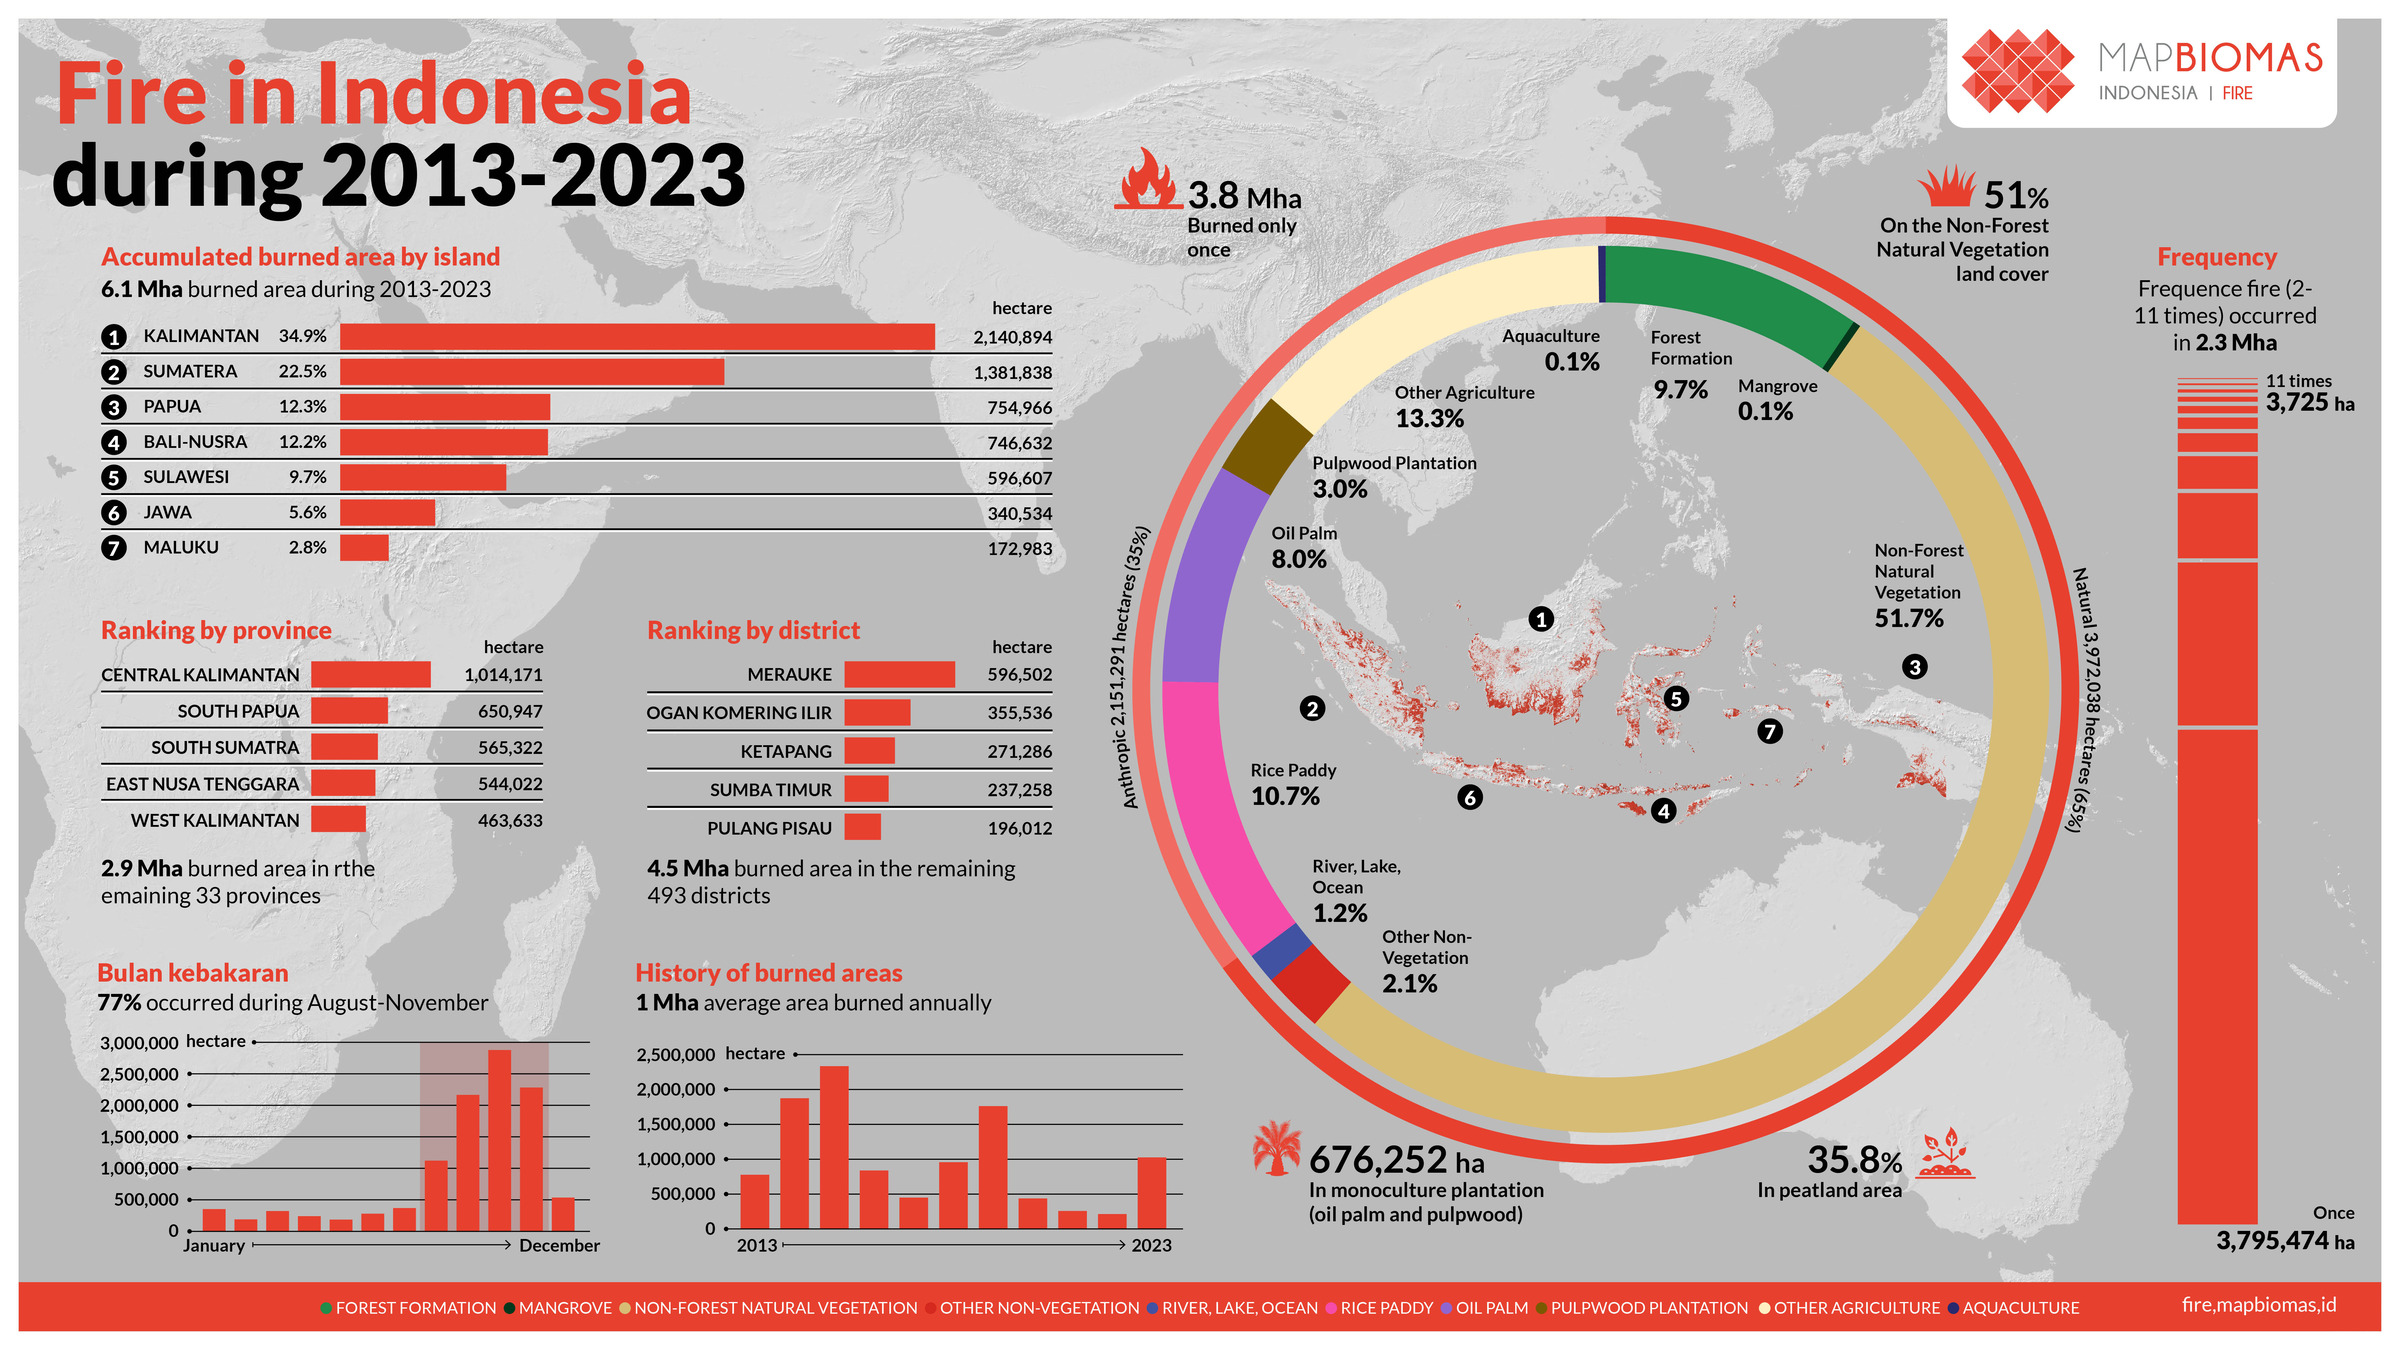 Fire in Indonesia
during 2013-2023
MAPBIOMAS
INDONESIA | FIRE
Accumulated burned area by island
6.1 Mha burned area during 2013-2023
hectare
1 KALIMANTAN 34.9% 2,140,894
2 SUMATERA 22.5% 1,381,838
3 PAPUA 12.3% 754,966
4 BALI-NUSRA 12.2% 746,632
5 SULAWESI 9.7% 596,607
6 JAWA 5.6% 340,534
7 MALUKU 2.8% 172,983
Ranking by province
hectare
CENTRAL KALIMANTAN 1,014,171
SOUTH PAPUA 650,947
SOUTH SUMATRA 565,322
EAST NUSA TENGGARA 544,022
WEST KALIMANTAN 463,633
2.9 Mha burned area in rthe
emaining 33 provinces
Ranking by district
hectare
MERAUKE 596,502
OGAN KOMERING ILIR 355,536
KETAPANG 271,286
SUMBA TIMUR 237,258
PULANG PISAU 196,012
4.5 Mha burned area in the remaining
493 districts
Bulan kebakaran
77% occurred during August-November
3,000,000 hectare
2,500,000
2,000,000
1,500,000
1,000,000
500,000
0
January December
History of burned areas
1 Mha average area burned annually
2,500,000 hectare
2,000,000
1,500,000
1,000,000
500,000
0
2013 2023
3.8 Mha
Burned only
once
51%
On the Non-Forest
Natural Vegetation
land cover
Anthropic 2,151,291 hectares (35%)
Natural 3,972,038 hectares (65%)
Aquaculture
0.1%
Forest
Formation
9.7%
Mangrove
0.1%
Other Agriculture
13.3%
Pulpwood Plantation
3.0%
Oil Palm
8.0%
Non-Forest
Natural
Vegetation
51.7%
1
3
5
2
7
6
4
Rice Paddy
10.7%
River, Lake,
Ocean
1.2%
Other Non-
Vegetation
2.1%
676,252 ha
In monoculture plantation
(oil palm and pulpwood)
35.8%
In peatland area
Frequency
Frequence fire (2-
11 times) occurred
in 2.3 Mha
11 times
3,725 ha
Once
3,795,474 ha
FOREST FORMATION MANGROVE NON-FOREST NATURAL VEGETATION OTHER NON-VEGETATION RIVER, LAKE, OCEAN RICE PADDY OIL PALM PULPWOOD PLANTATION OTHER AGRICULTURE AQUACULTURE
fire,mapbiomas,id